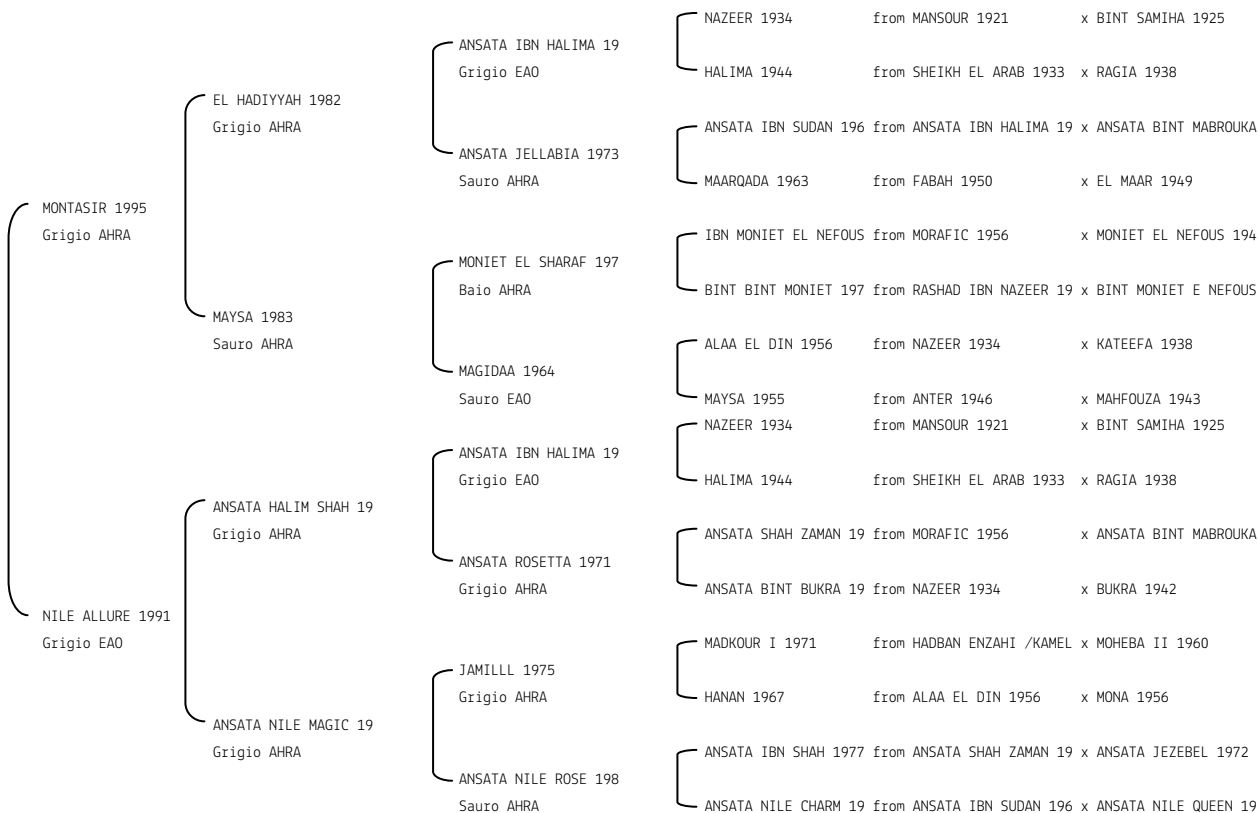 NAZEER 1934 from MANSOUR 1921 x BINT SAMIHA 1925
ANSATA IBN HALIMA 19
Grigio EAO HALIMA 1944 from SHEIKH EL ARAB 1933 x RAGIA 1938
EL HADIYYAH 1982
Grigio AHRA ANSATA IBN SUDAN 196 from ANSATA IBN HALIMA 19 x ANSATA BINT MABROUKA
ANSATA JELLABIA 1973
Sauro AHRA MAARQADA 1963 from FABAH 1950 x EL MAAR 1949
MONTASIR 1995
Grigio AHRA IBN MONIET EL NEFOUS from MORAFIC 1956 x MONIET EL NEFOUS 194
MONIET EL SHARAF 197
Baio AHRA BINT BINT MONIET 197 from RASHAD IBN NAZEER 19 x BINT MONIET E NEFOUS
MAYSA 1983
Sauro AHRA ALAA EL DIN 1956 from NAZEER 1934 x KATEEFA 1938
MAGIDAA 1964
Sauro EAO MAYSA 1955 from ANTER 1946 x MAHFOUZA 1943
NAZEER 1934 from MANSOUR 1921 x BINT SAMIHA 1925
ANSATA IBN HALIMA 19
Grigio EAO HALIMA 1944 from SHEIKH EL ARAB 1933 x RAGIA 1938
ANSATA HALIM SHAH 19
Grigio AHRA ANSATA SHAH ZAMAN 19 from MORAFIC 1956 x ANSATA BINT MABROUKA
ANSATA ROSETTA 1971
Grigio AHRA ANSATA BINT BUKRA 19 from NAZEER 1934 x BUKRA 1942
NILE ALLURE 1991
Grigio EAO MADKOUR I 1971 from HADBAN ENZAHI /KAMEL x MOHEBA II 1960
JAMILLL 1975
Grigio AHRA HANAN 1967 from ALAA EL DIN 1956 x MONA 1956
ANSATA NILE MAGIC 19
Grigio AHRA ANSATA IBN SHAH 1977 from ANSATA SHAH ZAMAN 19 x ANSATA JEZEBEL 1972
ANSATA NILE ROSE 198
Sauro AHRA ANSATA NILE CHARM 19 from ANSATA IBN SUDAN 196 x ANSATA NILE QUEEN 19